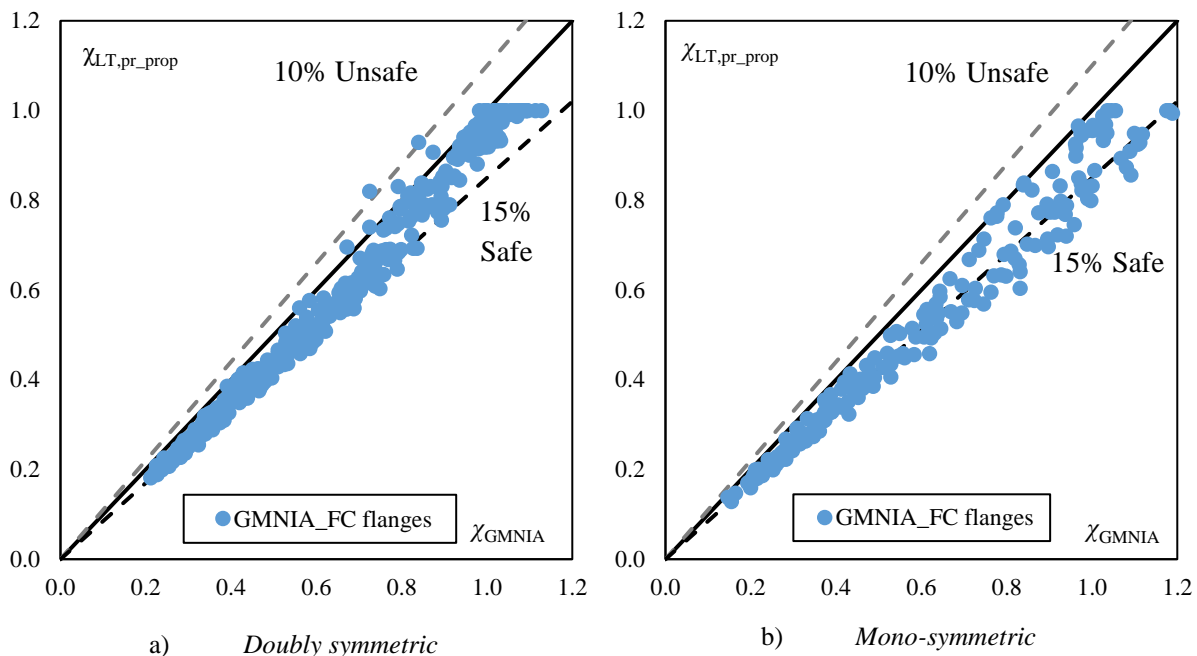 1.2
χLT,pr_prop
10% Unsafe
1.0
0.8
15%
Safe
0.6
0.4
0.2
GMNIA_FC flanges
χGMNIA
0.0
0.0 0.2 0.4 0.6 0.8 1.0 1.2
a) Doubly symmetric
1.2
χLT,pr_prop
10% Unsafe
1.0
0.8
15% Safe
0.6
0.4
0.2
GMNIA_FC flanges
χGMNIA
0.0
0.0 0.2 0.4 0.6 0.8 1.0 1.2
b) Mono-symmetric